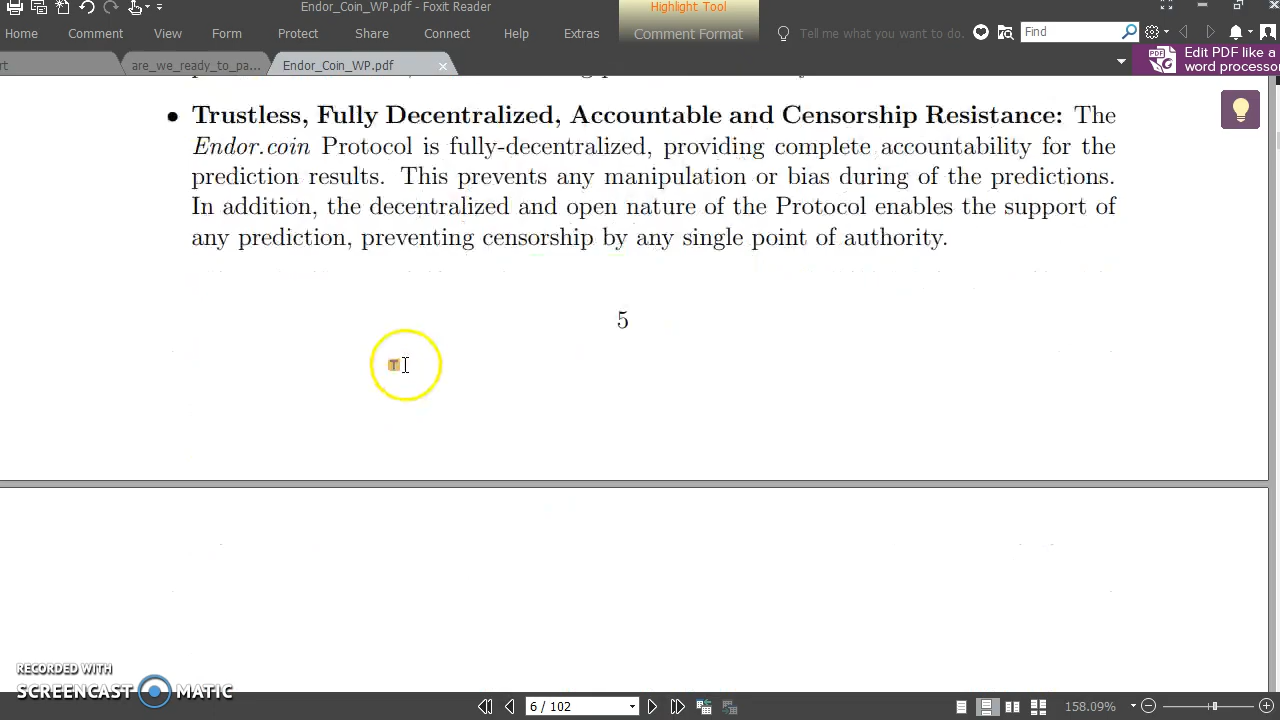 Endor_Coin_WP.pdf - Foxit Reader
Highlight Tool
Home Comment View Form Protect Share Connect Help Extras Comment Format Tell me what you want to do. Find
are_we_ready_to_pa... Endor_Coin_WP.pdf
Edit PDF like a
word processor
• Trustless, Fully Decentralized, Accountable and Censorship Resistance: The
Endor.coin Protocol is fully-decentralized, providing complete accountability for the
prediction results. This prevents any manipulation or bias during of the predictions.
In addition, the decentralized and open nature of the Protocol enables the support of
any prediction, preventing censorship by any single point of authority.
5
T
RECORDED WITH
SCREENCAST MATIC
6 / 102
158.09%